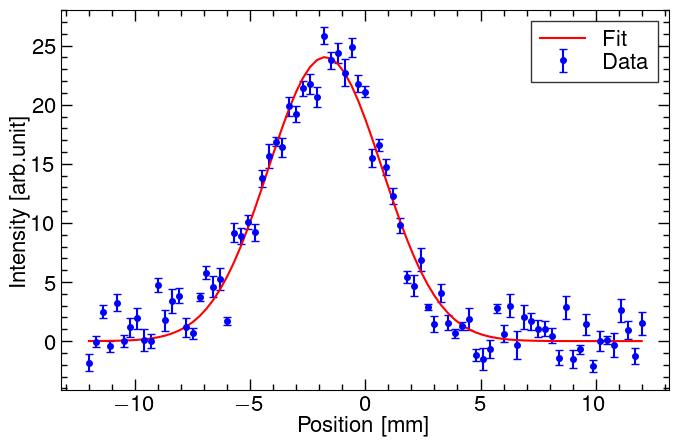 Fit
Data
Intensity [arb.unit]
25
20
15
10
5
0
−10
−5
0
5
10
Position [mm]